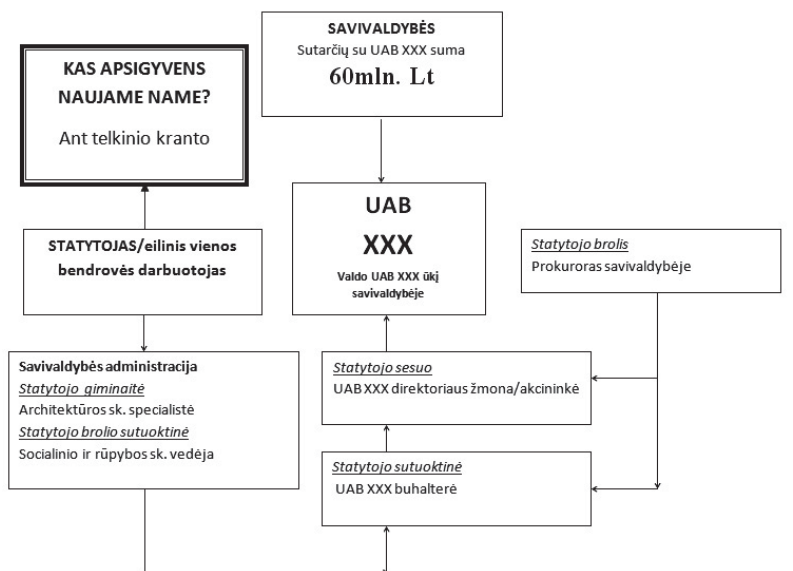 SAVIVALDYBĖS
Sutarčių su UAB XXX suma
60mln. Lt
KAS APSIGYVENS
NAUJAME NAME?
Ant telkinio kranto
UAB
XXX
Valdo UAB XXX ūkį
savivaldybėje
STATYTOJAS/eilinis vienos
bendrovės darbuotojas
Statytojo brolis
Prokuroras savivaldybėje
Savivaldybės administracija
Statytojo giminaitė
Architektūros sk. specialistė
Statytojo brolio sutuoktinė
Socialinio ir rūpybos sk. vedėja
Statytojo sesuo
UAB XXX direktoriaus žmona/akcininkė
Statytojo sutuoktinė
UAB XXX buhalterė